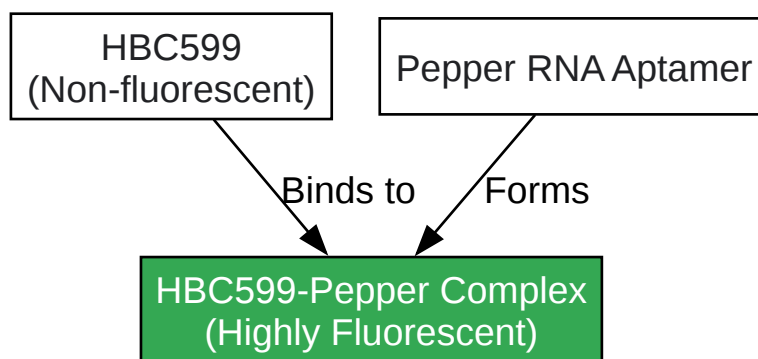 HBC599
(Non-fluorescent)
Pepper RNA Aptamer
Binds to
Forms
HBC599-Pepper Complex
(Highly Fluorescent)